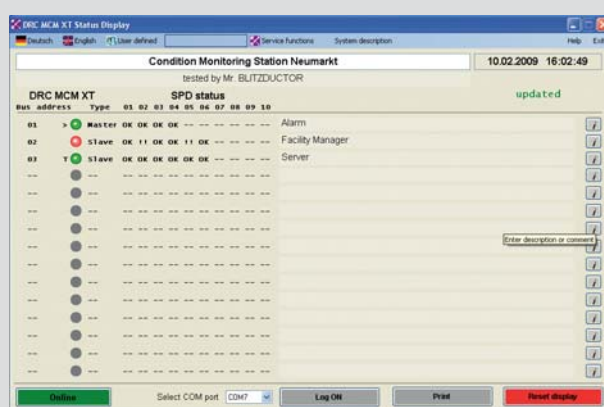 DRC MCM XT Status Display
Deutsch English User defined Service functions System description Help Exit
Condition Monitoring Station Neumarkt 10.02.2009 16:02:49
tested by Mr. BLITZDUCTOR
DRC MCM XT SPD status updated
Bus address Type 01 02 03 04 05 06 07 08 09 10
01 > Master OK OK OK OK -- -- -- -- -- -- Alarm i
02 Slave OK !! OK OK !! OK -- -- -- -- Facility Manager i
03 T Slave OK OK OK OK OK OK -- -- -- -- Server i
-- -- -- -- -- -- -- -- -- -- -- -- i
-- -- -- -- -- -- -- -- -- -- -- -- i
-- -- -- -- -- -- -- -- -- -- -- -- i
-- -- -- -- -- -- -- -- -- -- -- -- i
Enter description or comment
-- -- -- -- -- -- -- -- -- -- -- -- i
-- -- -- -- -- -- -- -- -- -- -- -- i
-- -- -- -- -- -- -- -- -- -- -- -- i
-- -- -- -- -- -- -- -- -- -- -- -- i
-- -- -- -- -- -- -- -- -- -- -- -- i
-- -- -- -- -- -- -- -- -- -- -- -- i
-- -- -- -- -- -- -- -- -- -- -- -- i
-- -- -- -- -- -- -- -- -- -- -- -- i
Online Select COM port COM7 Log ON Print Reset display